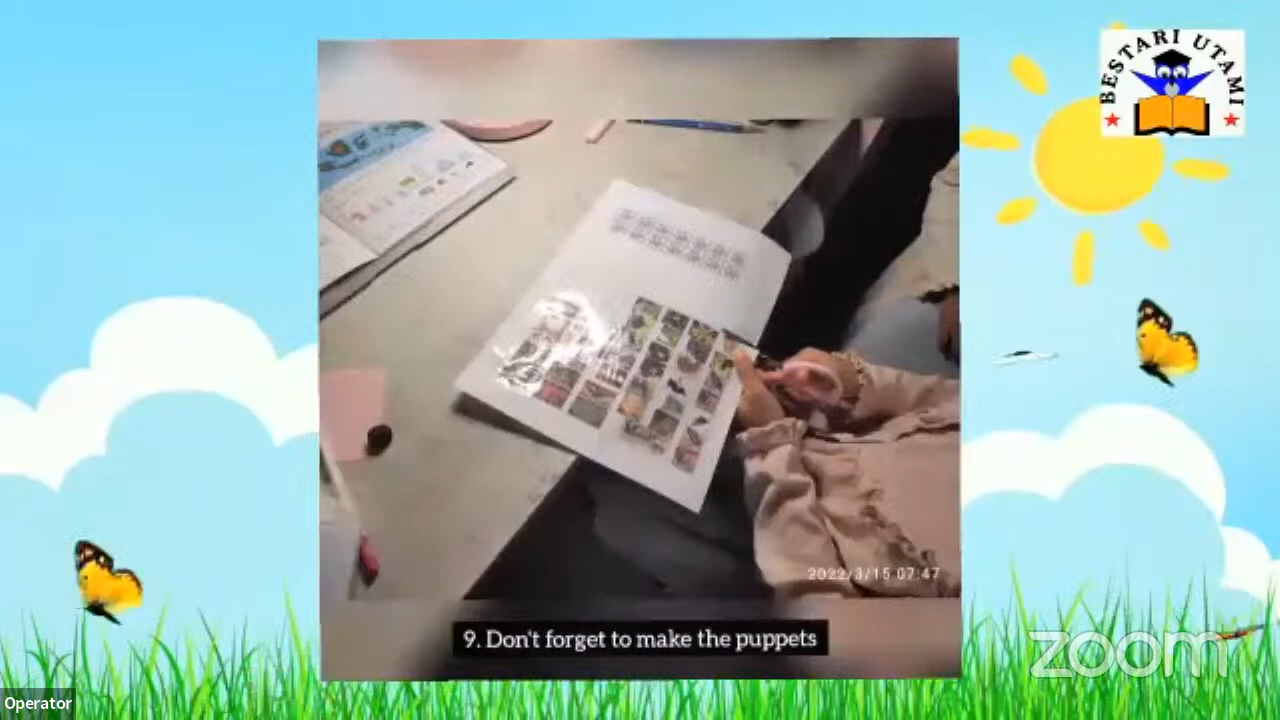 BESTARI UTAMI
2022/3/15 07:47
9. Don't forget to make the puppets
zoom
Operator